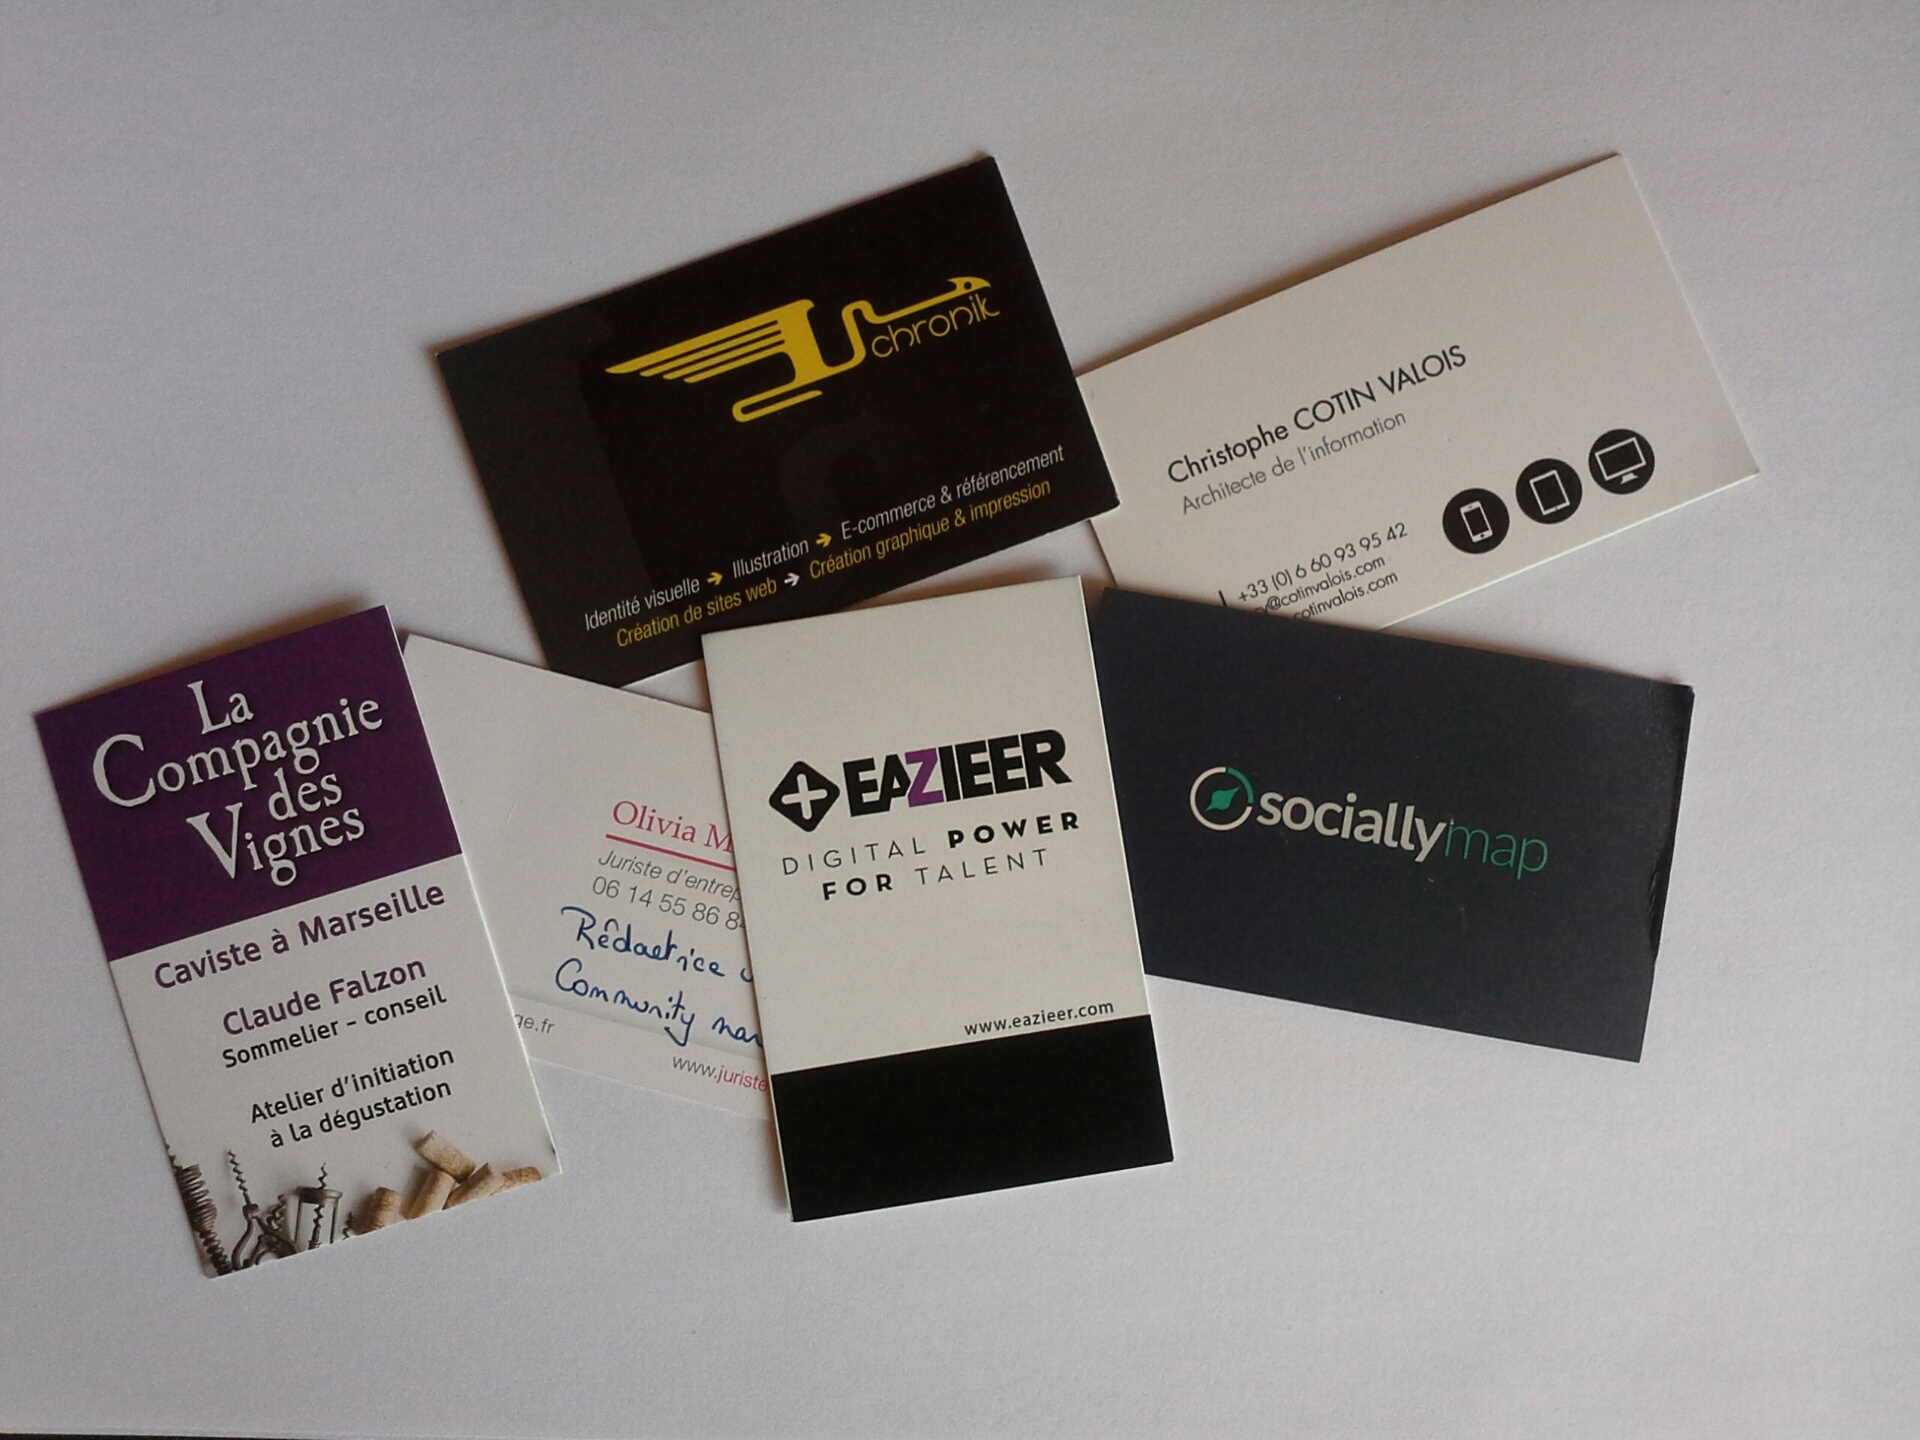 chronik
Identité visuelle ➔ Illustration ➔ E-commerce & référencement
Création de sites web ➔ Création graphique & impression
Christophe COTIN VALOIS
Architecte de l'information
+33 (0) 6 60 93 95 42
@cotinvalois.com
cotinvalois.com
La
Compagnie
des
Vignes
Caviste à Marseille
Claude Falzon
Sommelier - conseil
Atelier d'initiation
à la dégustation
Olivia M
Juriste d'entrep
06 14 55 86 8
Rédactrice
Community
ge.fr
www.juriste
EAZIEER
DIGITAL POWER
FOR TALENT
www.eazieer.com
sociallymap